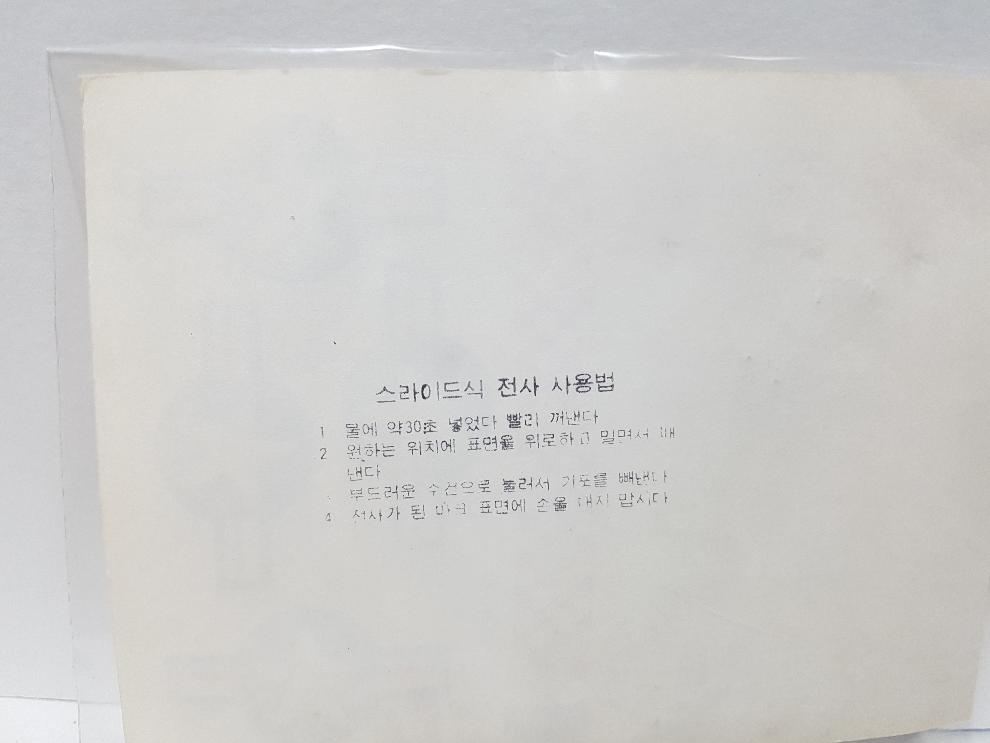 스라이드식 전사 사용법
1 물에 약30초 넣었다 빨리 꺼낸다
2 원하는 위치에 표면을 위로하고 밀면서 빼
낸다
부드러운 수건으로 눌러서 기포를 빼낸다
4 전사가 된 마크 표면에 손을 대지 맙시다